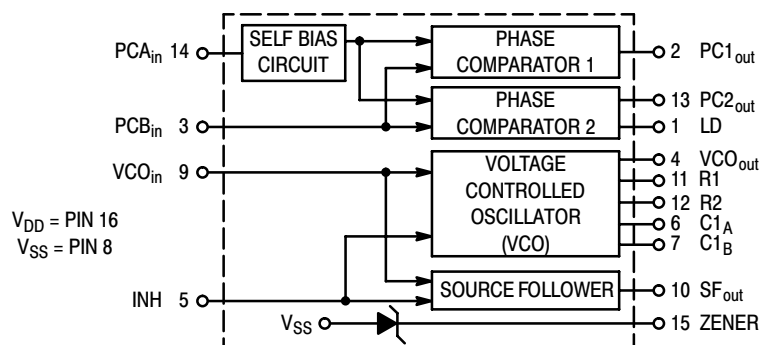 PCAin 14
SELF BIAS
CIRCUIT
PHASE
COMPARATOR 1
2 PC1out
PCBin 3
PHASE
COMPARATOR 2
13 PC2out
1 LD
VCOin 9
VOLTAGE
CONTROLLED
OSCILLATOR
(VCO)
4 VCOout
11 R1
12 R2
6 C1A
7 C1B
VDD = PIN 16
VSS = PIN 8
INH 5
SOURCE FOLLOWER
10 SFout
VSS
15 ZENER